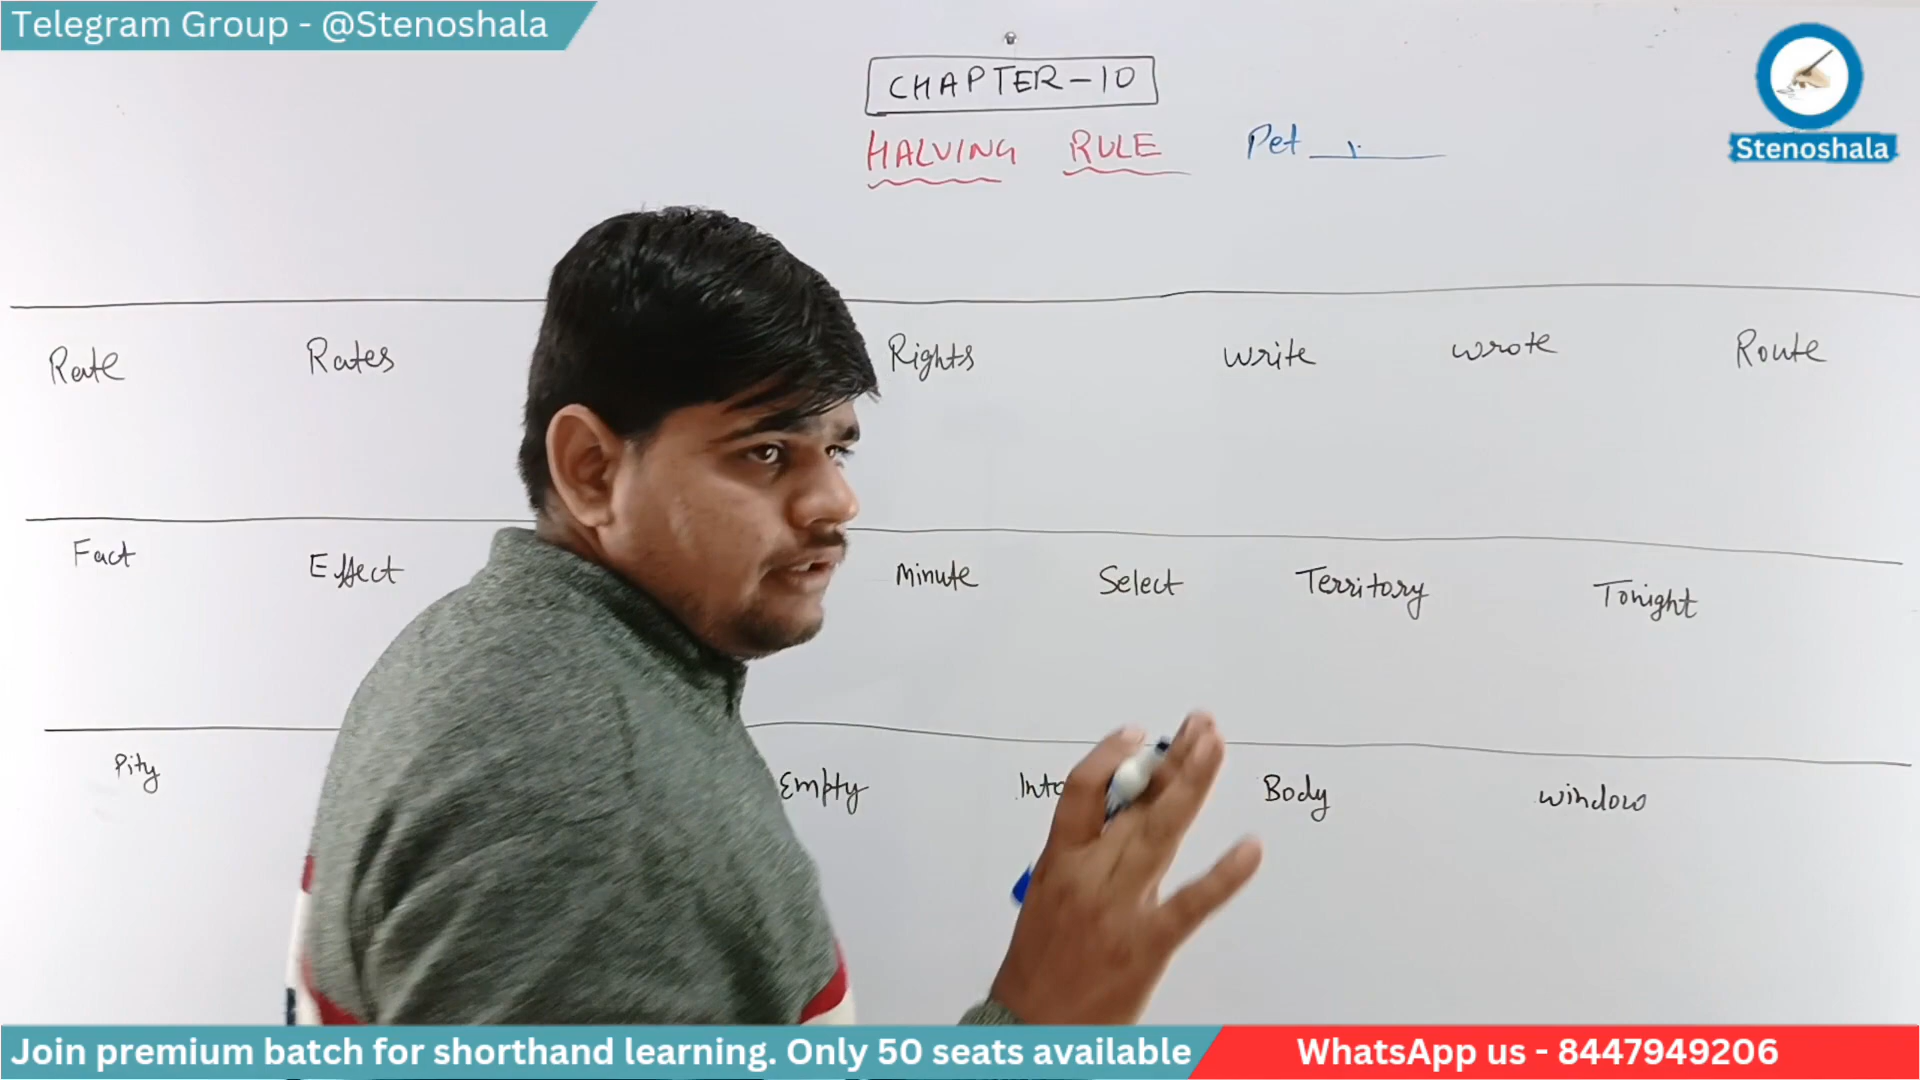 Telegram Group - @Stenoshala
CHAPTER-10
HALVING RULE Pet
Stenoshala
Rate Rates Rights write wrote Route
Fact Effect Minute Select Territory Tonight
Pity Empty Into Body window
Join premium batch for shorthand learning. Only 50 seats available
WhatsApp us - 8447949206